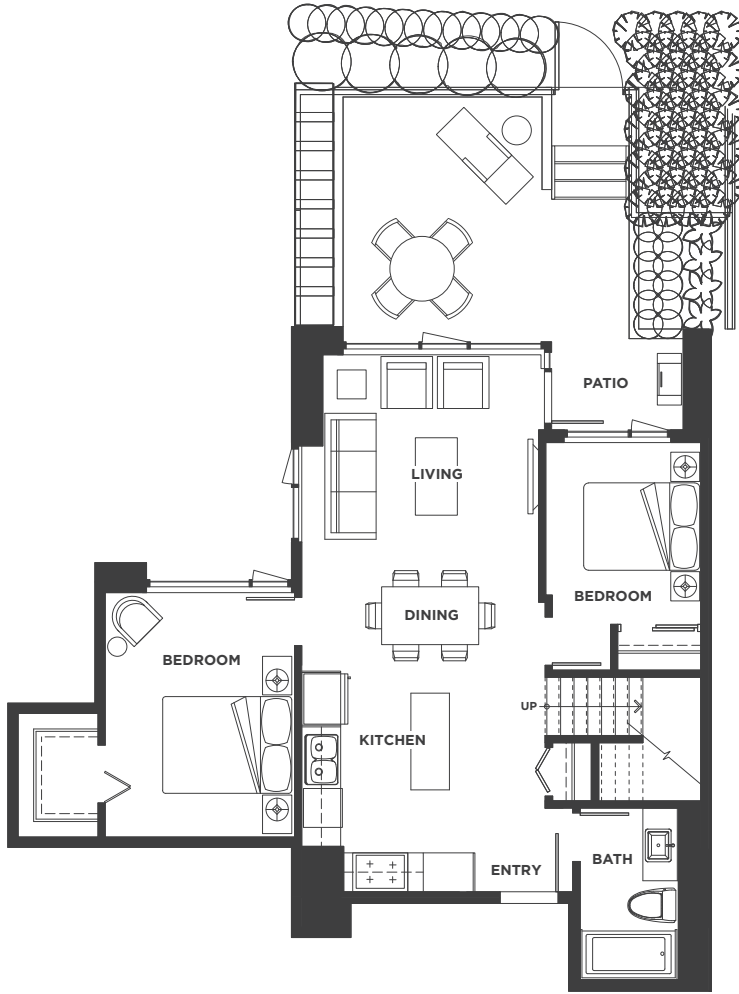 PATIO
LIVING
BEDROOM
DINING
BEDROOM
UP
KITCHEN
BATH
ENTRY